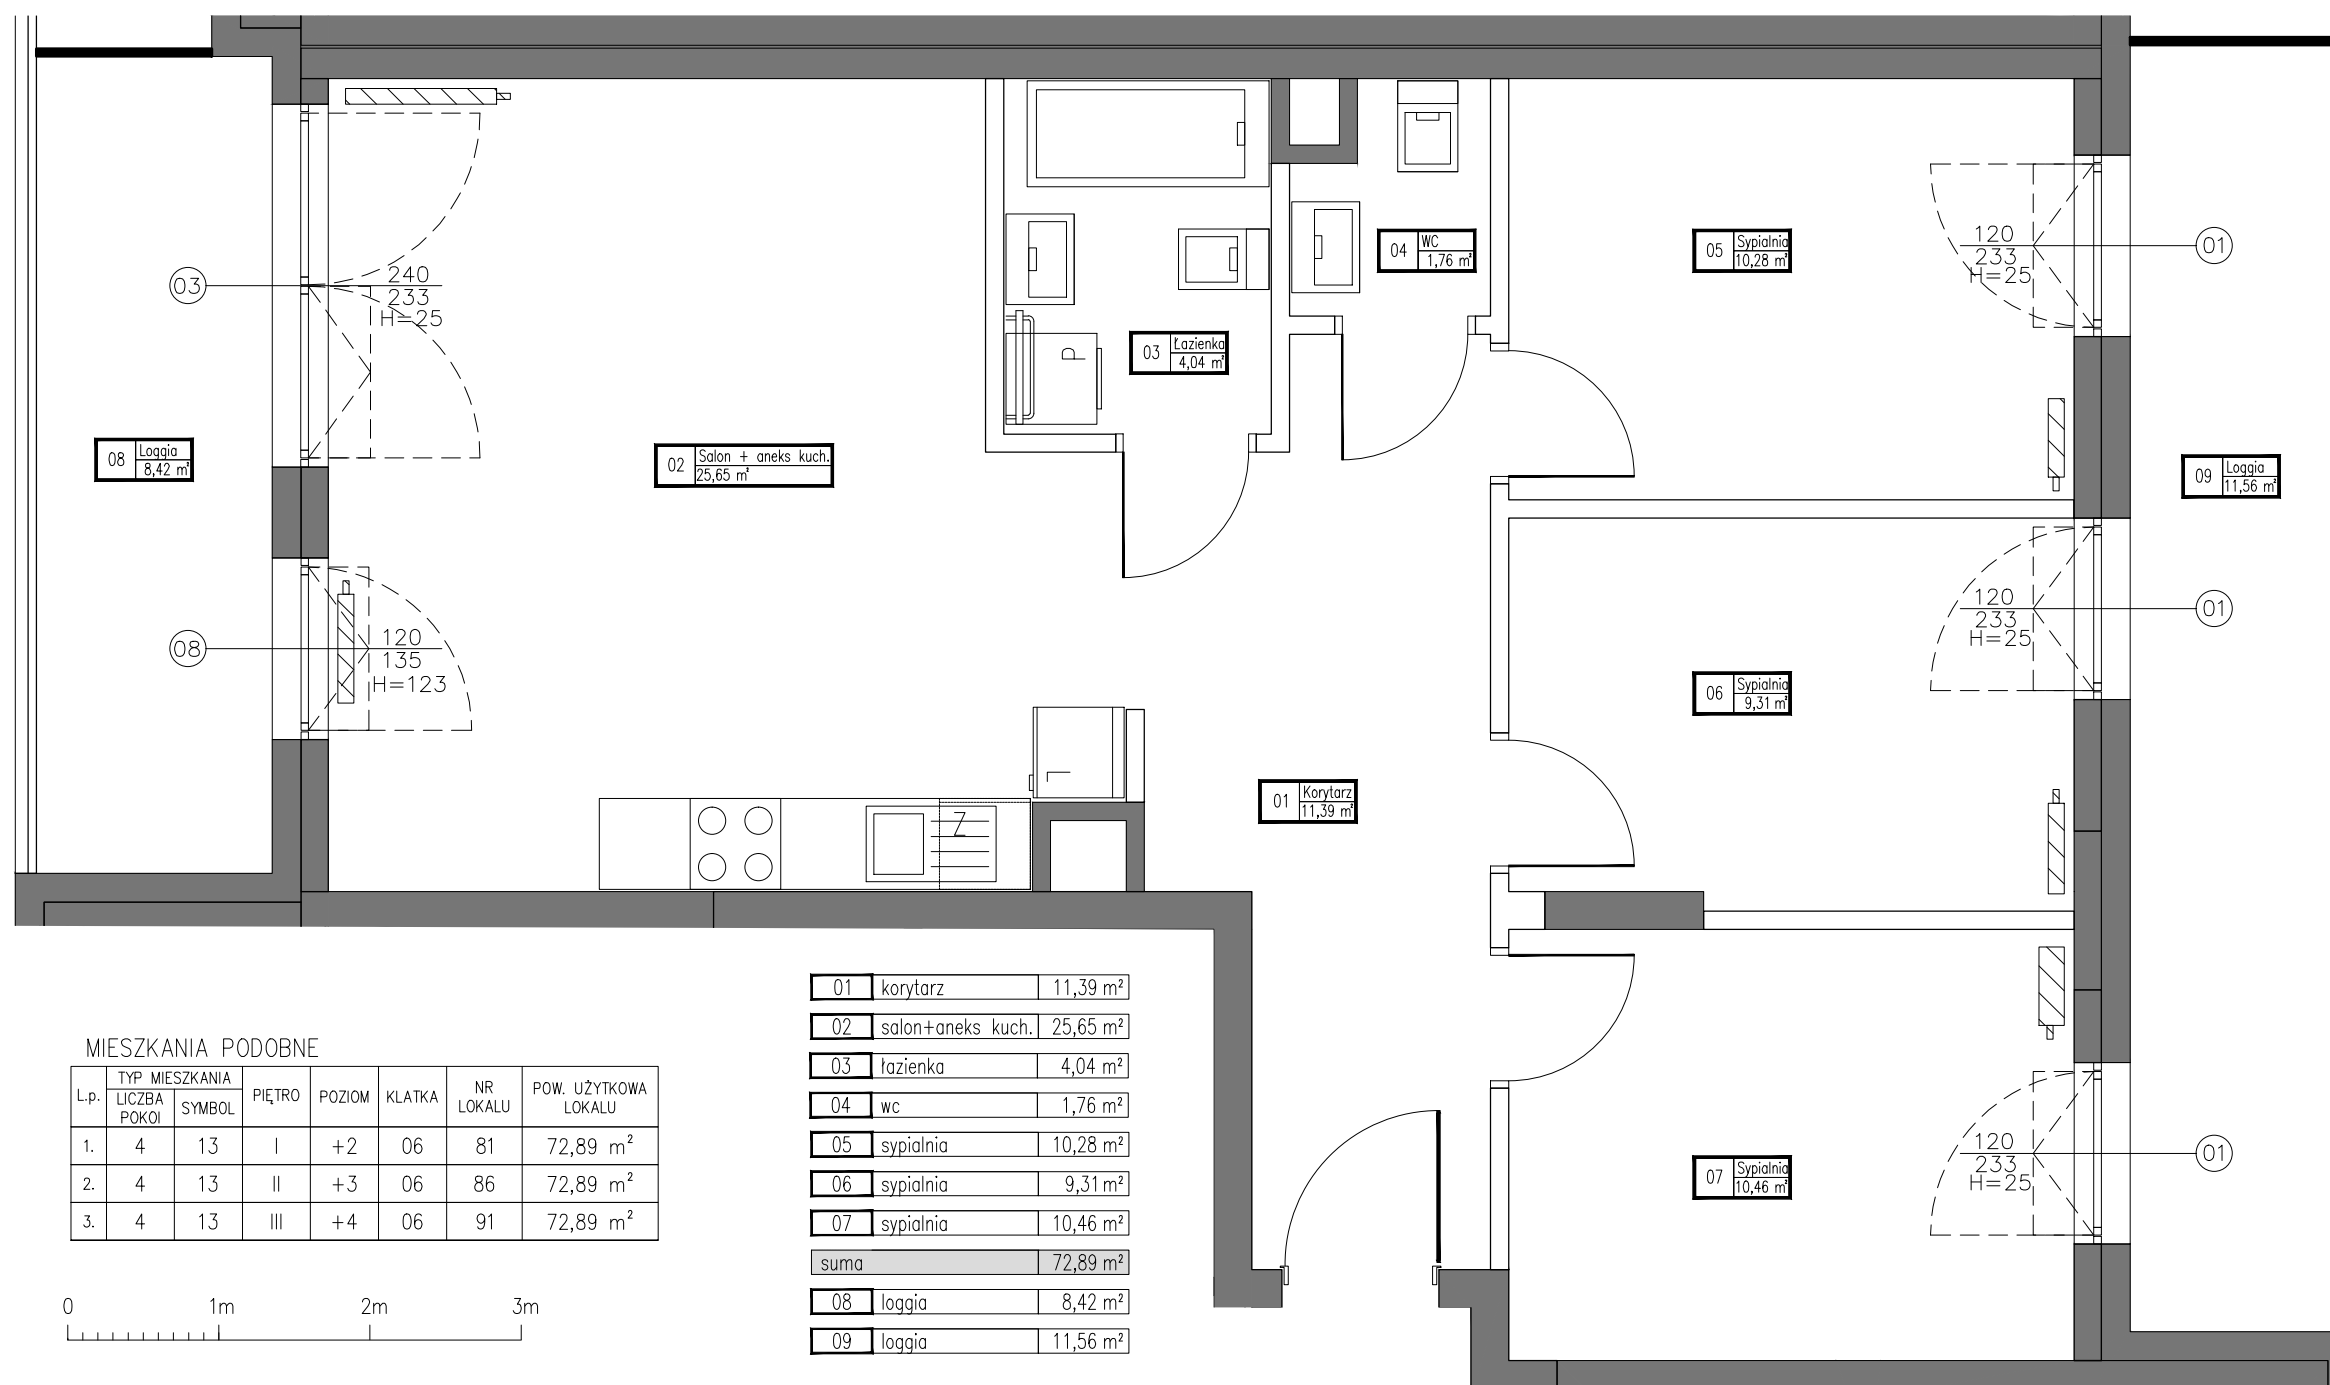 03
240
233
H=25
08
120
135
H=123
08 Loggia
8,42 m²
02 Salon + aneks kuch.
25,65 m²
P
03 Łazienka
4,04 m²
04 WC
1,76 m²
05 Sypialnia
10,28 m²
120
233
H=25
01
09 Loggia
11,56 m²
120
233
H=25
01
06 Sypialnia
9,31 m²
L
Z
01 Korytarz
11,39 m²
07 Sypialnia
10,46 m²
120
233
H=25
01
01 korytarz 11,39 m²
02 salon+aneks kuch. 25,65 m²
03 łazienka 4,04 m²
04 wc 1,76 m²
05 sypialnia 10,28 m²
06 sypialnia 9,31 m²
07 sypialnia 10,46 m²
suma 72,89 m²
08 loggia 8,42 m²
09 loggia 11,56 m²
MIESZKANIA PODOBNE
L.p. TYP MIESZKANIA PIĘTRO POZIOM KLATKA NR LOKALU POW. UŻYTKOWA LOKALU
LICZBA POKOI SYMBOL
1. 4 13 I +2 06 81 72,89 m²
2. 4 13 II +3 06 86 72,89 m²
3. 4 13 III +4 06 91 72,89 m²
0 1m 2m 3m